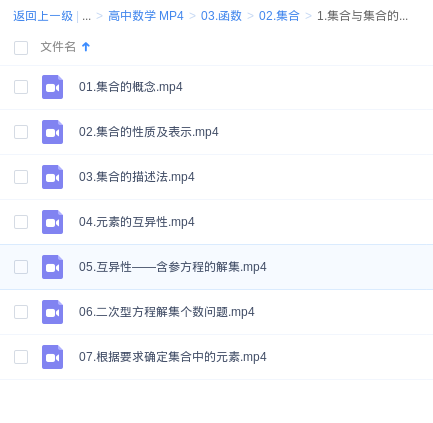 返回上一级 | ... > 高中数学 MP4 > 03.函数 > 02.集合 > 1.集合与集合的...
文件名
01.集合的概念.mp4
02.集合的性质及表示.mp4
03.集合的描述法.mp4
04.元素的互异性.mp4
05.互异性——含参方程的解集.mp4
06.二次型方程解集个数问题.mp4
07.根据要求确定集合中的元素.mp4